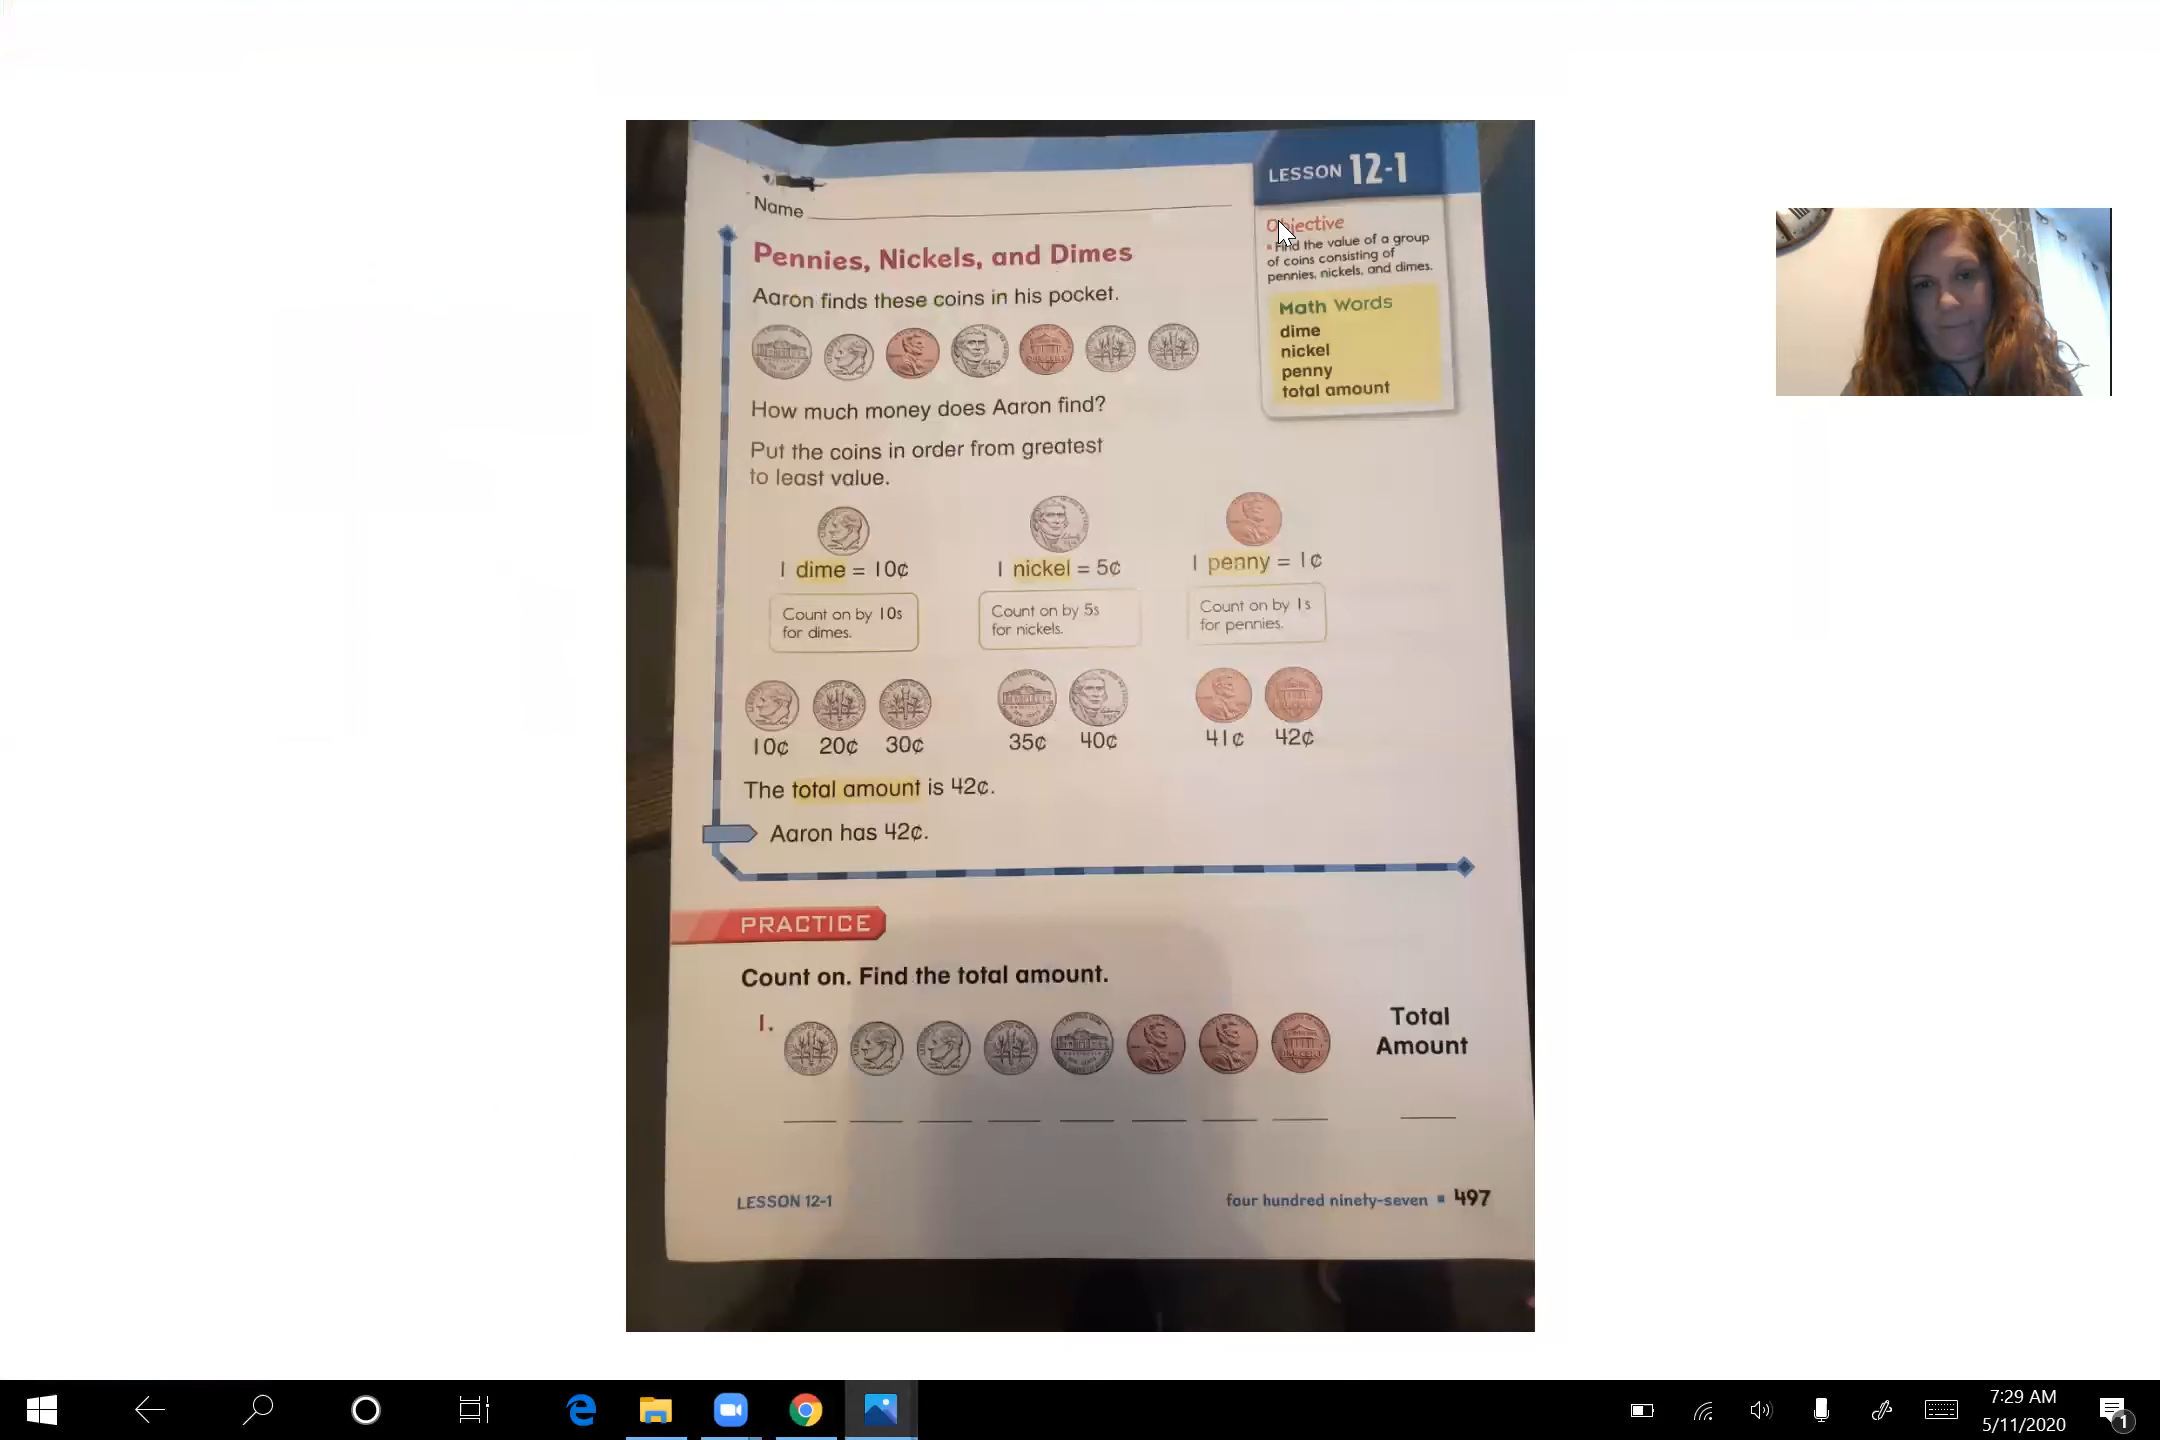 LESSON 12-1
Name
Objective
Find the value of a group
of coins consisting of
pennies, nickels, and dimes.
Math Words
dime
nickel
penny
total amount
Pennies, Nickels, and Dimes
Aaron finds these coins in his pocket.
How much money does Aaron find?
Put the coins in order from greatest
to least value.
1 dime = 10¢ 1 nickel = 5¢ 1 penny = 1¢
Count on by 10s
for dimes.
Count on by 5s
for nickels.
Count on by 1s
for pennies.
10¢ 20¢ 30¢ 35¢ 40¢ 41¢ 42¢
The total amount is 42¢.
Aaron has 42¢.
PRACTICE
Count on. Find the total amount.
1.
Total
Amount
LESSON 12-1
four hundred ninety-seven ▪ 497
7:29 AM
5/11/2020
1